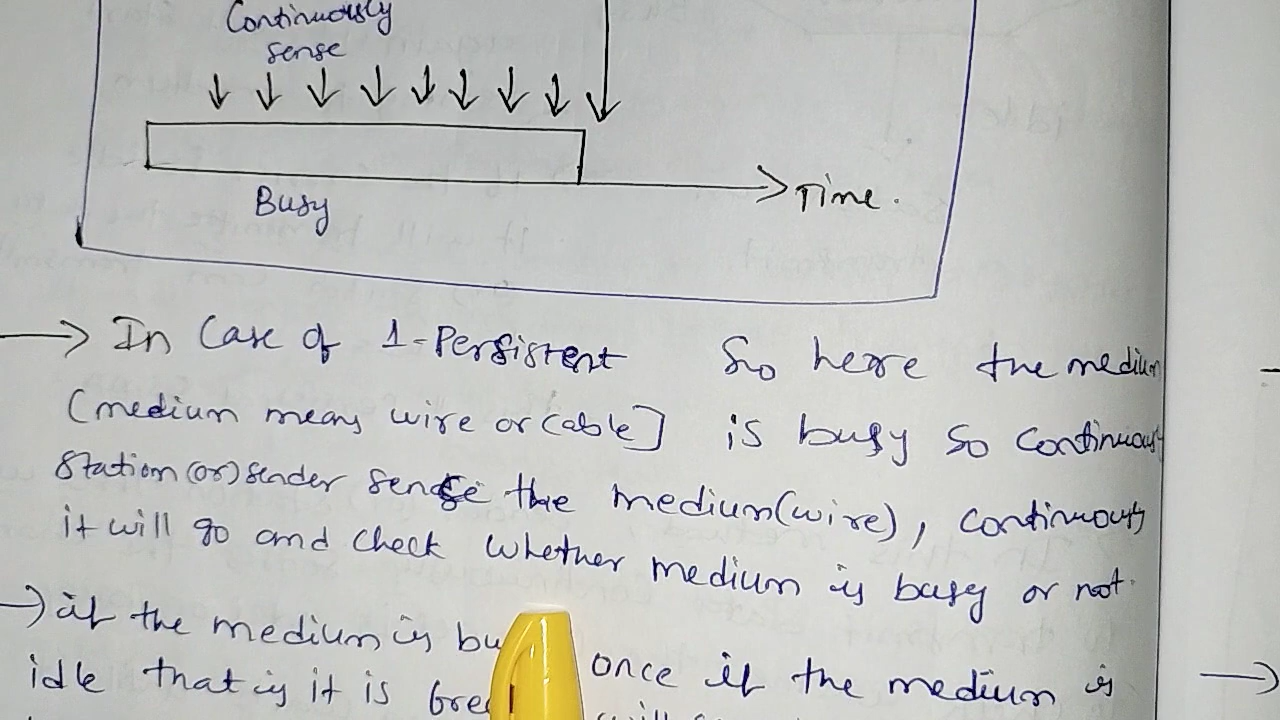 Continuously
sense
Busy
Time.
→ In Case of 1-Persistent So here the medium
(medium means wire or cable] is busy so continuously
Station (or) sender sense the medium (wire), continuously
it will go and check whether medium is busy or not.
→ if the medium is once if the medium is
idle that is it is